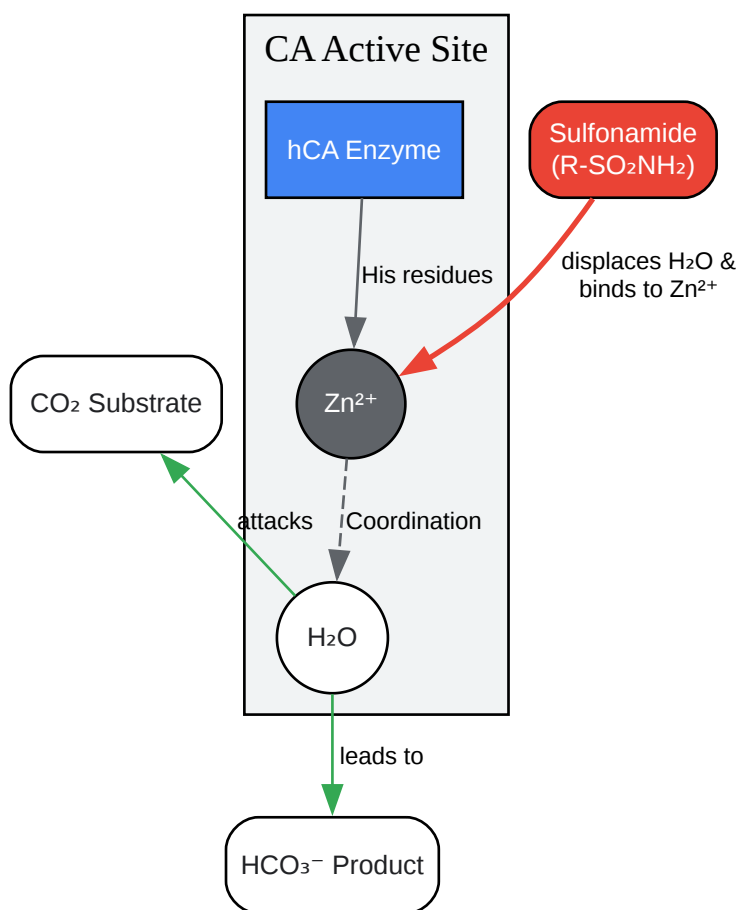 CA Active Site
hCA Enzyme
Sulfonamide
(R-SO₂NH₂)
His residues
displaces H₂O &
binds to Zn²⁺
Zn²⁺
CO₂ Substrate
attacks
Coordination
H₂O
leads to
HCO₃⁻ Product